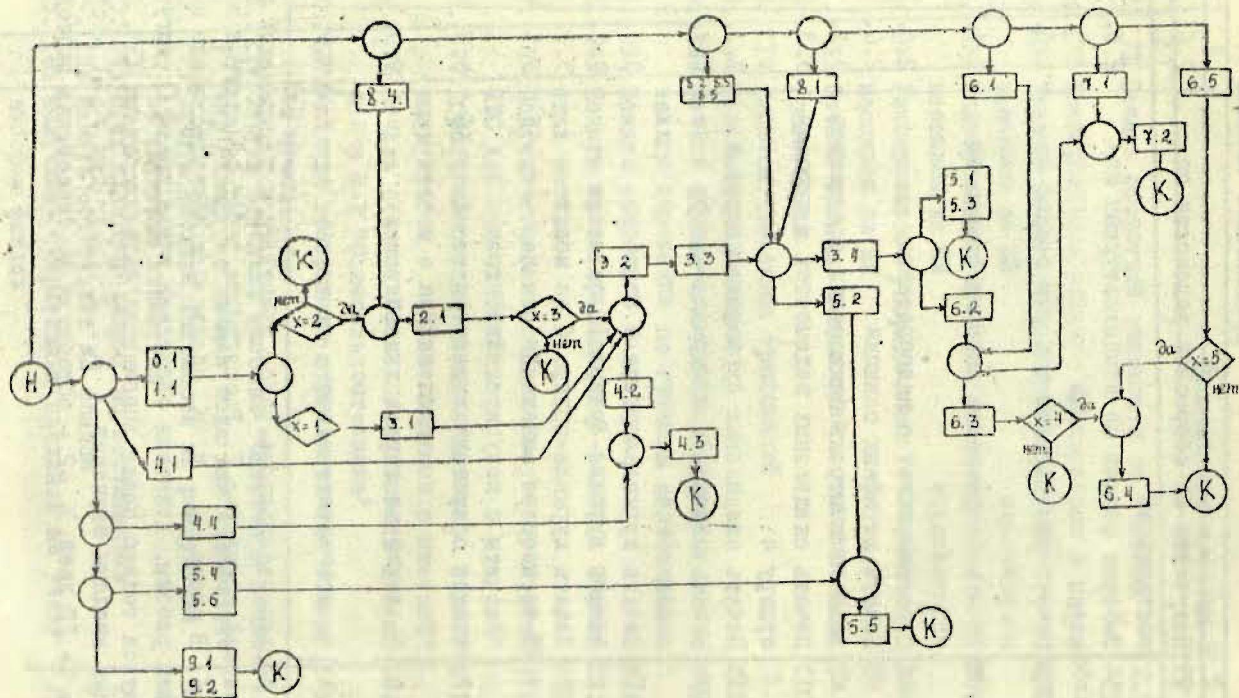 8.4.
8.1
6.1
7.1
6.5
7.2
К
5.1
5.3
К
К
нет
х=2
да
2.1
х=3
да
нет
К
3.2
3.3
3.4
5.2
6.2
Н
0.1
1.1
х=1
3.1
4.2
4.1
4.3
К
6.3
х=4
да
нет
К
да
х=5
нет
6.4
К
4.4
5.4
5.6
5.5
К
9.1
9.2
К